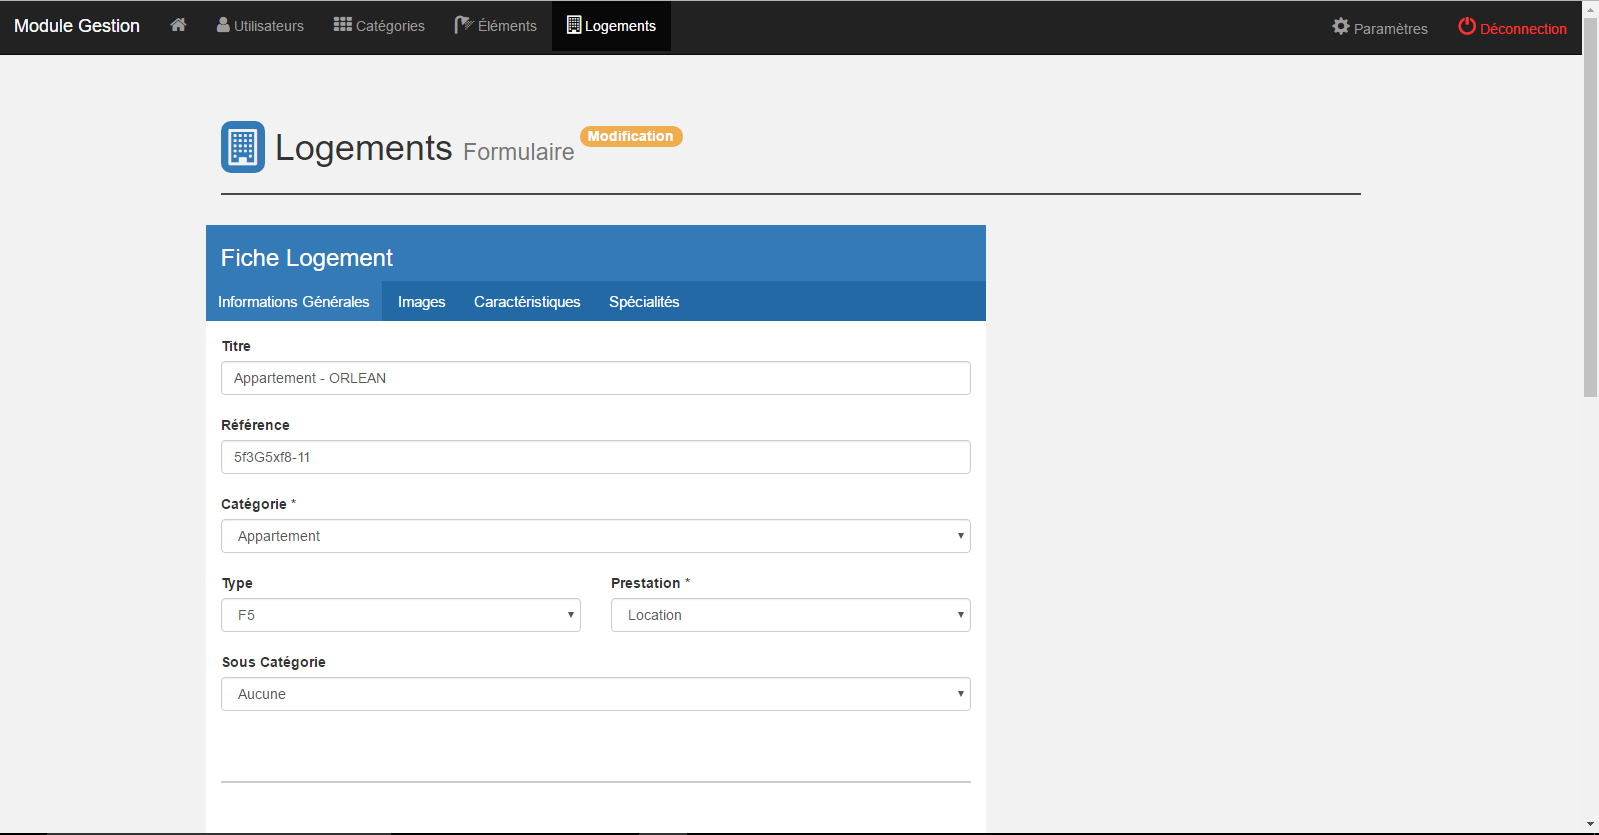 Module Gestion Utilisateurs Catégories Éléments Logements Paramètres Déconnection
Logements Formulaire Modification
Fiche Logement
Informations Générales Images Caractéristiques Spécialités
Titre
Appartement - ORLEAN
Référence
5f3G5xf8-11
Catégorie *
Appartement
Type Prestation *
F5 Location
Sous Catégorie
Aucune